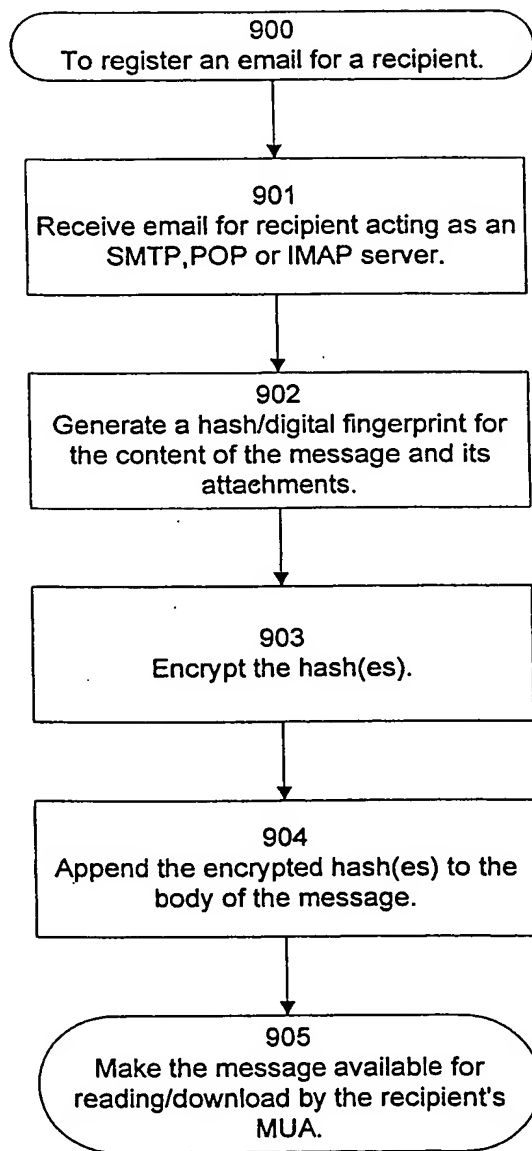 900
To register an email for a recipient.
901
Receive email for recipient acting as an
SMTP,POP or IMAP server.
902
Generate a hash/digital fingerprint for
the content of the message and its
attachments.
903
Encrypt the hash(es).
904
Append the encrypted hash(es) to the
body of the message.
905
Make the message available for
reading/download by the recipient's
MUA.